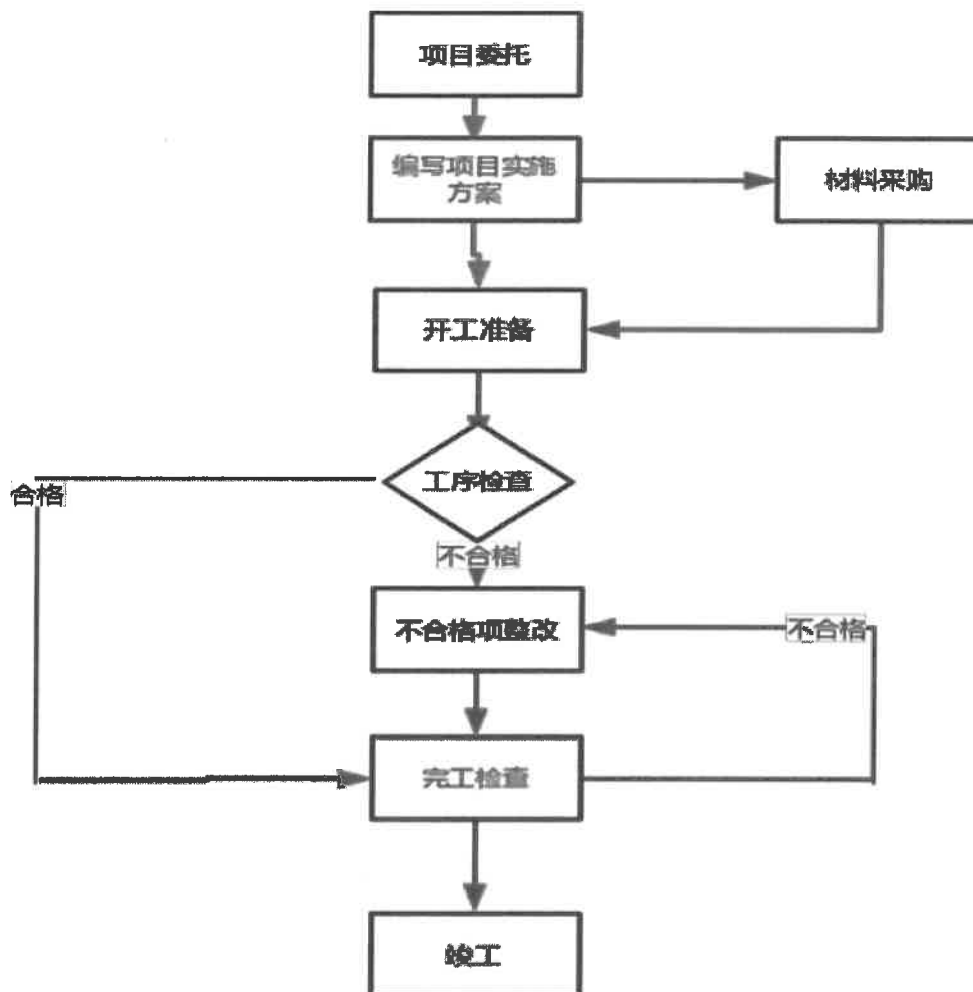 项目委托
编写项目实施
方案
材料采购
开工准备
工序检查
合格
不合格
不合格项整改
不合格
完工检查
竣工